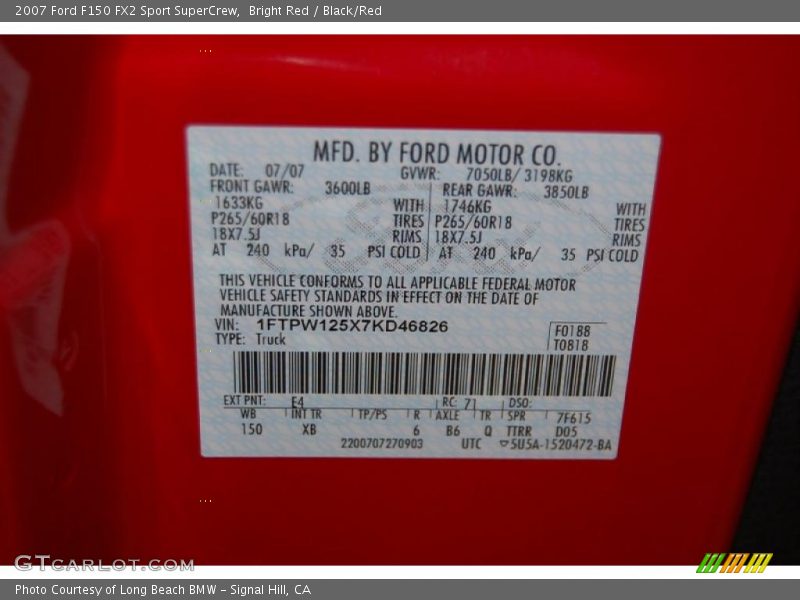 2007 Ford F150 FX2 Sport SuperCrew, Bright Red / Black/Red
MFD. BY FORD MOTOR CO.
DATE: 07/07 GVWR: 7050LB/ 3198KG
FRONT GAWR: 3600LB REAR GAWR: 3850LB
1633KG WITH 1746KG WITH
P265/60R18 TIRES P265/60R18 TIRES
18X7.5J RIMS 18X7.5J RIMS
AT 240 kPa/ 35 PSI COLD AT 240 kPa/ 35 PSI COLD
THIS VEHICLE CONFORMS TO ALL APPLICABLE FEDERAL MOTOR
VEHICLE SAFETY STANDARDS IN EFFECT ON THE DATE OF
MANUFACTURE SHOWN ABOVE.
VIN: 1FTPW125X7KD46826 F0188
TYPE: Truck T0818
EXT PNT: E4 RC: 71 DSO:
WB INT TR TP/PS R AXLE TR SPR 7F615
150 XB 6 B6 Q TTRR D05
2200707270903 UTC 5U5A-1520472-BA
GTCARLOT.COM
Photo Courtesy of Long Beach BMW - Signal Hill, CA